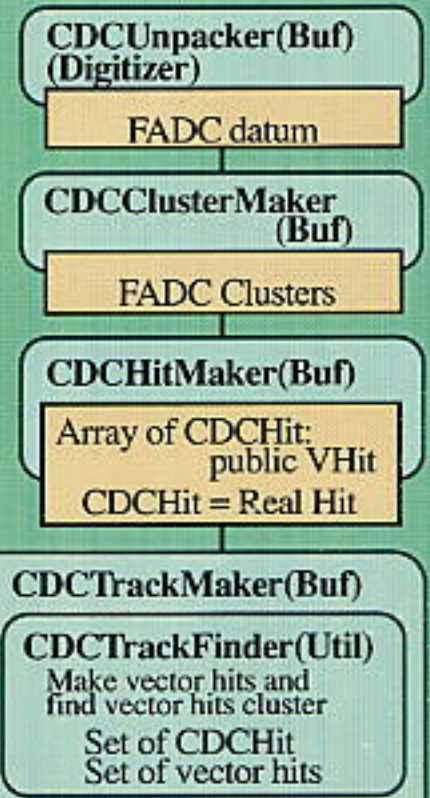 CDCUnpacker(Buf)
(Digitizer)
FADC datum
CDCClusterMaker
(Buf)
FADC Clusters
CDCHitMaker(Buf)
Array of CDCHit:
public VHit
CDCHit = Real Hit
CDCTrackMaker(Buf)
CDCTrackFinder(Util)
Make vector hits and
find vector hits cluster
Set of CDCHit
Set of vector hits